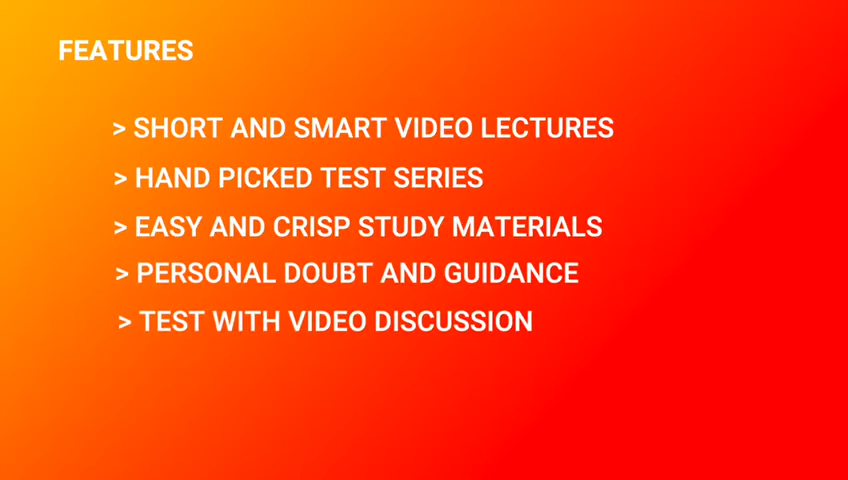 FEATURES
> SHORT AND SMART VIDEO LECTURES
> HAND PICKED TEST SERIES
> EASY AND CRISP STUDY MATERIALS
> PERSONAL DOUBT AND GUIDANCE
> TEST WITH VIDEO DISCUSSION